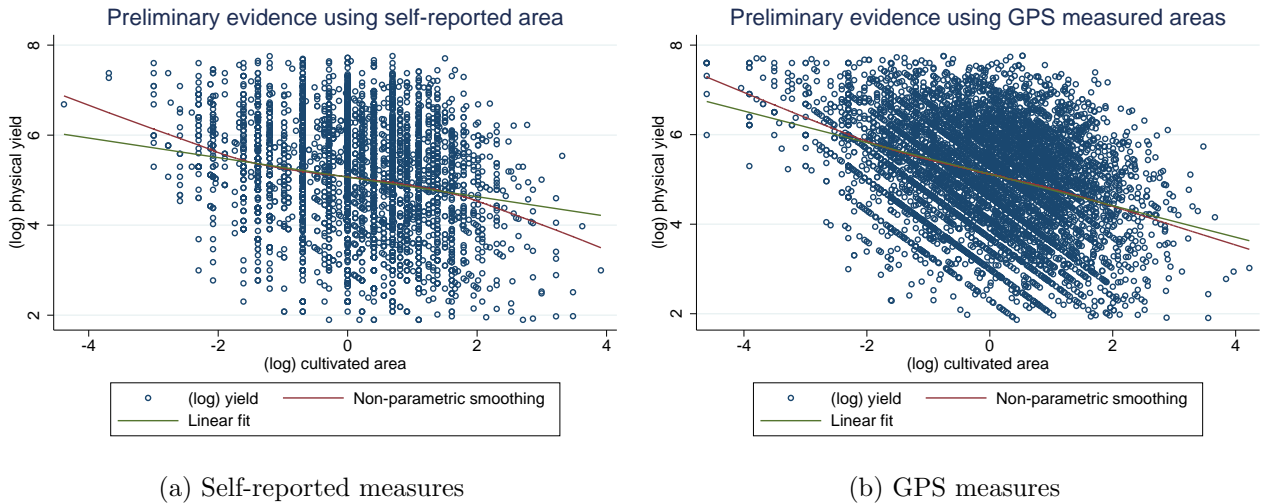 Preliminary evidence using self-reported area
8
6
4
2
(log) physical yield
-4 -2 0 2 4
(log) cultivated area
(log) yield Non-parametric smoothing
Linear fit
(a) Self-reported measures
Preliminary evidence using GPS measured areas
8
6
4
2
(log) physical yield
-4 -2 0 2 4
(log) cultivated area
(log) yield Non-parametric smoothing
Linear fit
(b) GPS measures